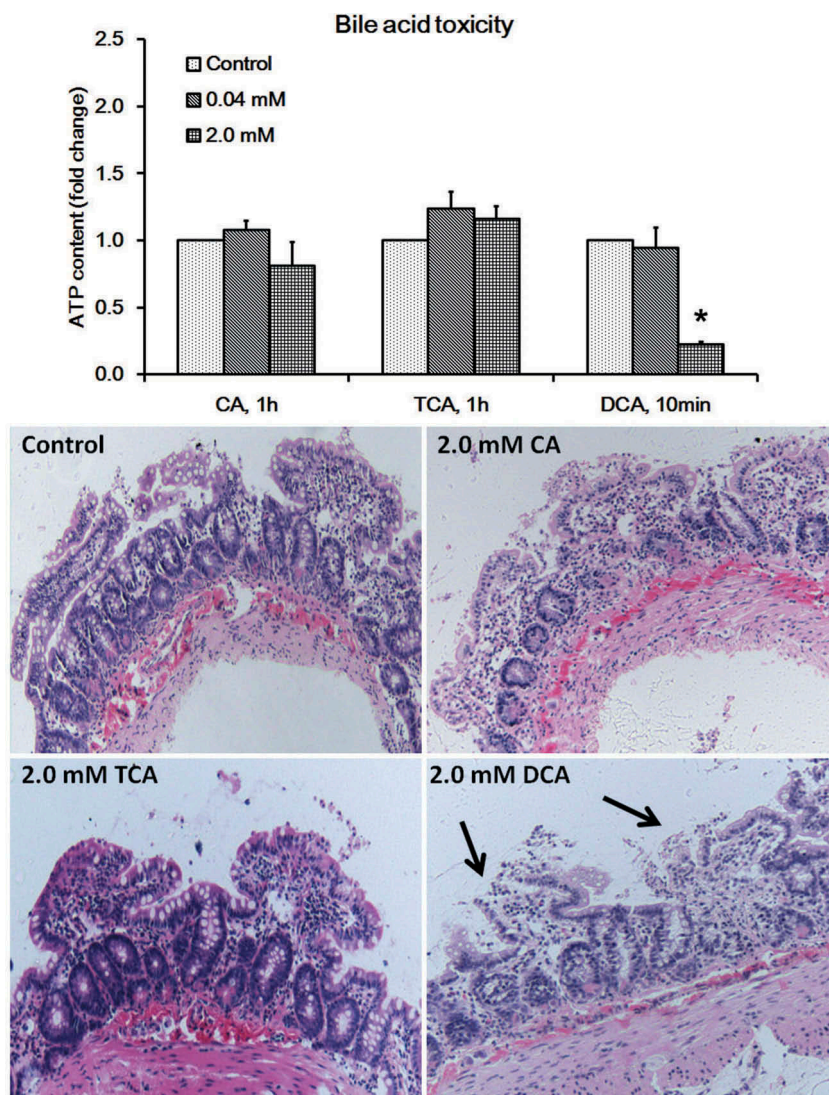 Bile acid toxicity
2.5
2.0
1.5
1.0
0.5
0.0
ATP content (fold change)
Control
0.04 mM
2.0 mM
*
CA, 1h
TCA, 1h
DCA, 10min
Control
2.0 mM CA
2.0 mM TCA
2.0 mM DCA